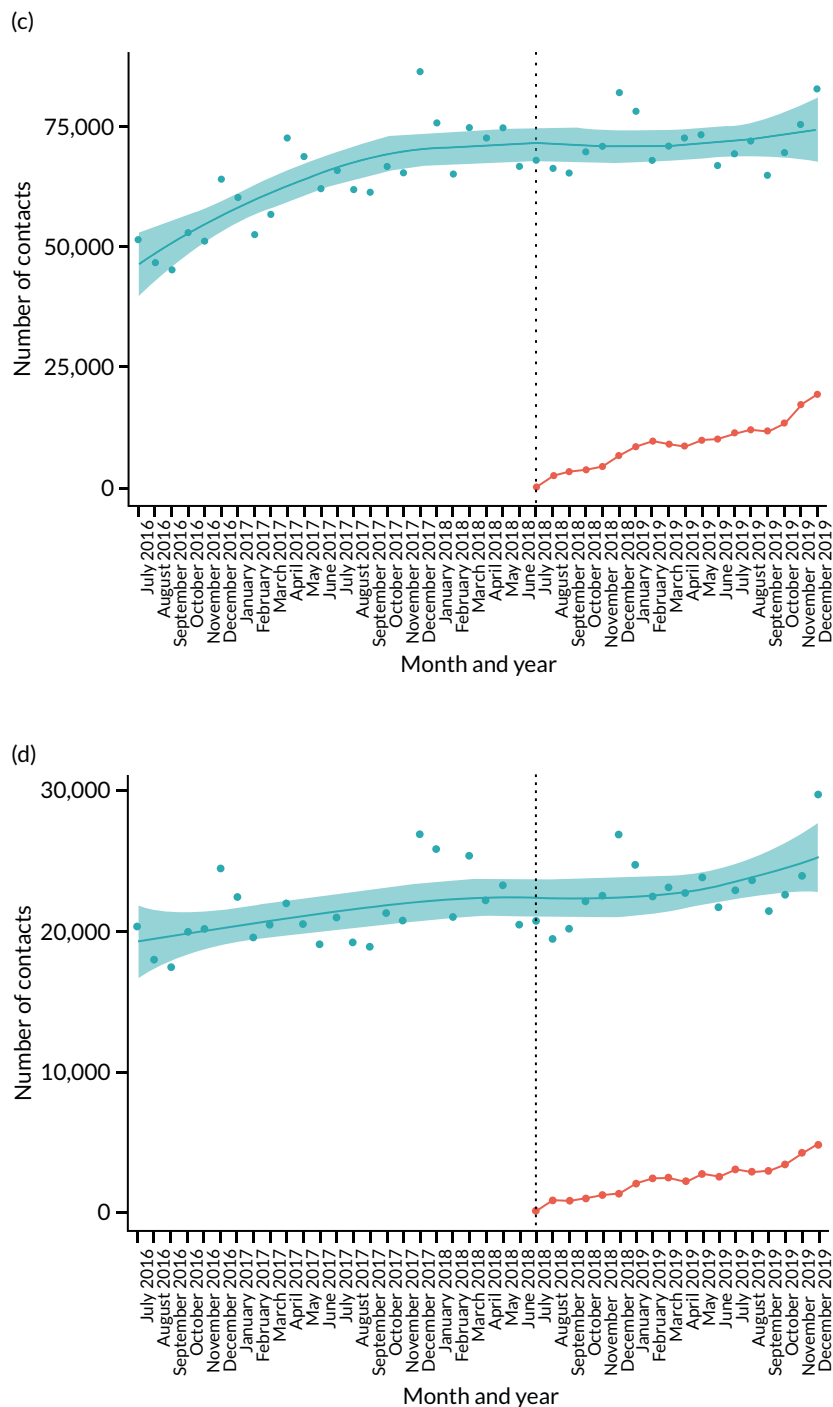 (c)
75,000
50,000
25,000
0
Number of contacts
July 2016
August 2016
September 2016
October 2016
November 2016
December 2016
January 2017
February 2017
March 2017
April 2017
May 2017
June 2017
July 2017
August 2017
September 2017
October 2017
November 2017
December 2017
January 2018
February 2018
March 2018
April 2018
May 2018
June 2018
July 2018
August 2018
September 2018
October 2018
November 2018
December 2018
January 2019
February 2019
March 2019
April 2019
May 2019
June 2019
July 2019
August 2019
September 2019
October 2019
November 2019
December 2019
Month and year
(d)
30,000
20,000
10,000
0
Number of contacts
July 2016
August 2016
September 2016
October 2016
November 2016
December 2016
January 2017
February 2017
March 2017
April 2017
May 2017
June 2017
July 2017
August 2017
September 2017
October 2017
November 2017
December 2017
January 2018
February 2018
March 2018
April 2018
May 2018
June 2018
July 2018
August 2018
September 2018
October 2018
November 2018
December 2018
January 2019
February 2019
March 2019
April 2019
May 2019
June 2019
July 2019
August 2019
September 2019
October 2019
November 2019
December 2019
Month and year